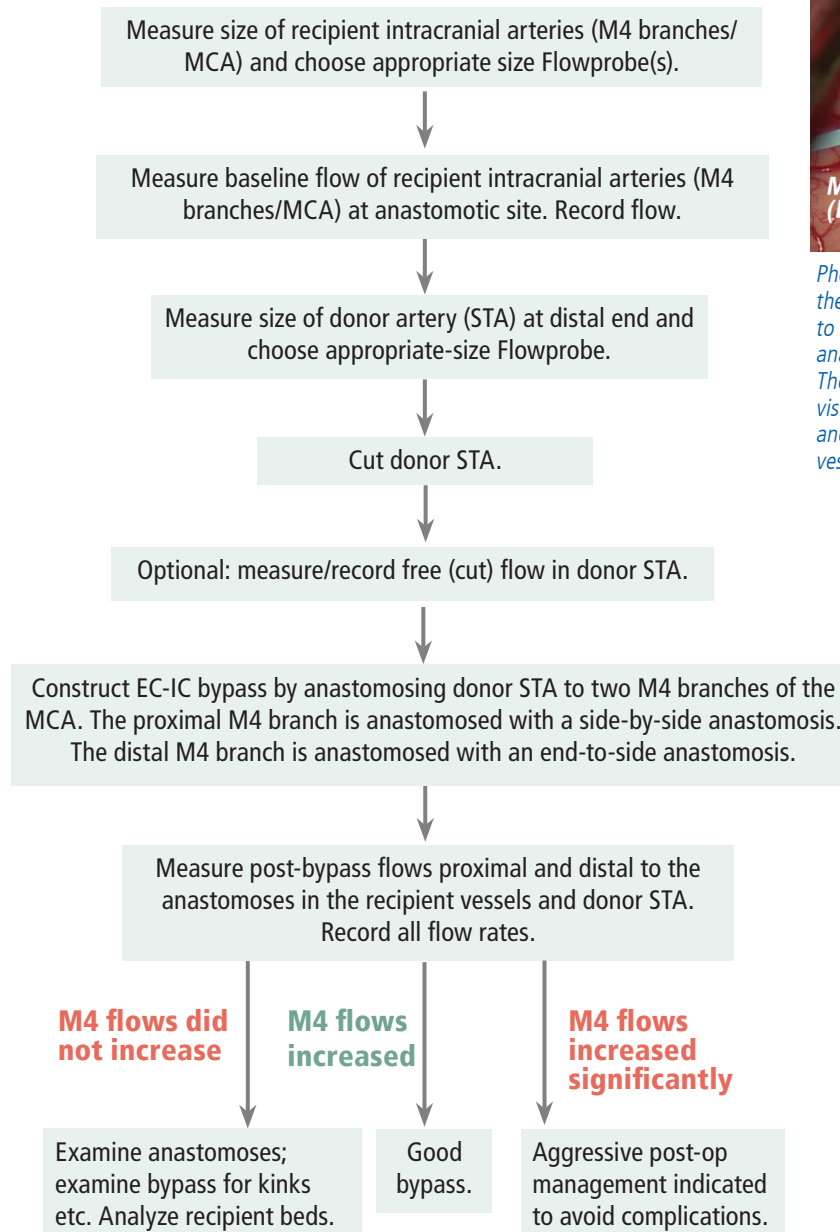 Measure size of recipient intracranial arteries (M4 branches/
MCA) and choose appropriate size Flowprobe(s).
Measure baseline flow of recipient intracranial arteries (M4
branches/MCA) at anastomotic site. Record flow.
Measure size of donor artery (STA) at distal end and
choose appropriate-size Flowprobe.
Cut donor STA.
Optional: measure/record free (cut) flow in donor STA.
Construct EC-IC bypass by anastomosing donor STA to two M4 branches of the
MCA. The proximal M4 branch is anastomosed with a side-by-side anastomosis.
The distal M4 branch is anastomosed with an end-to-side anastomosis.
Measure post-bypass flows proximal and distal to the
anastomoses in the recipient vessels and donor STA.
Record all flow rates.
M4 flows did
not increase
M4 flows
increased
M4 flows
increased
significantly
Examine anastomoses;
examine bypass for kinks
etc. Analyze recipient beds.
Good
bypass.
Aggressive post-op
management indicated
to avoid complications.
the
to